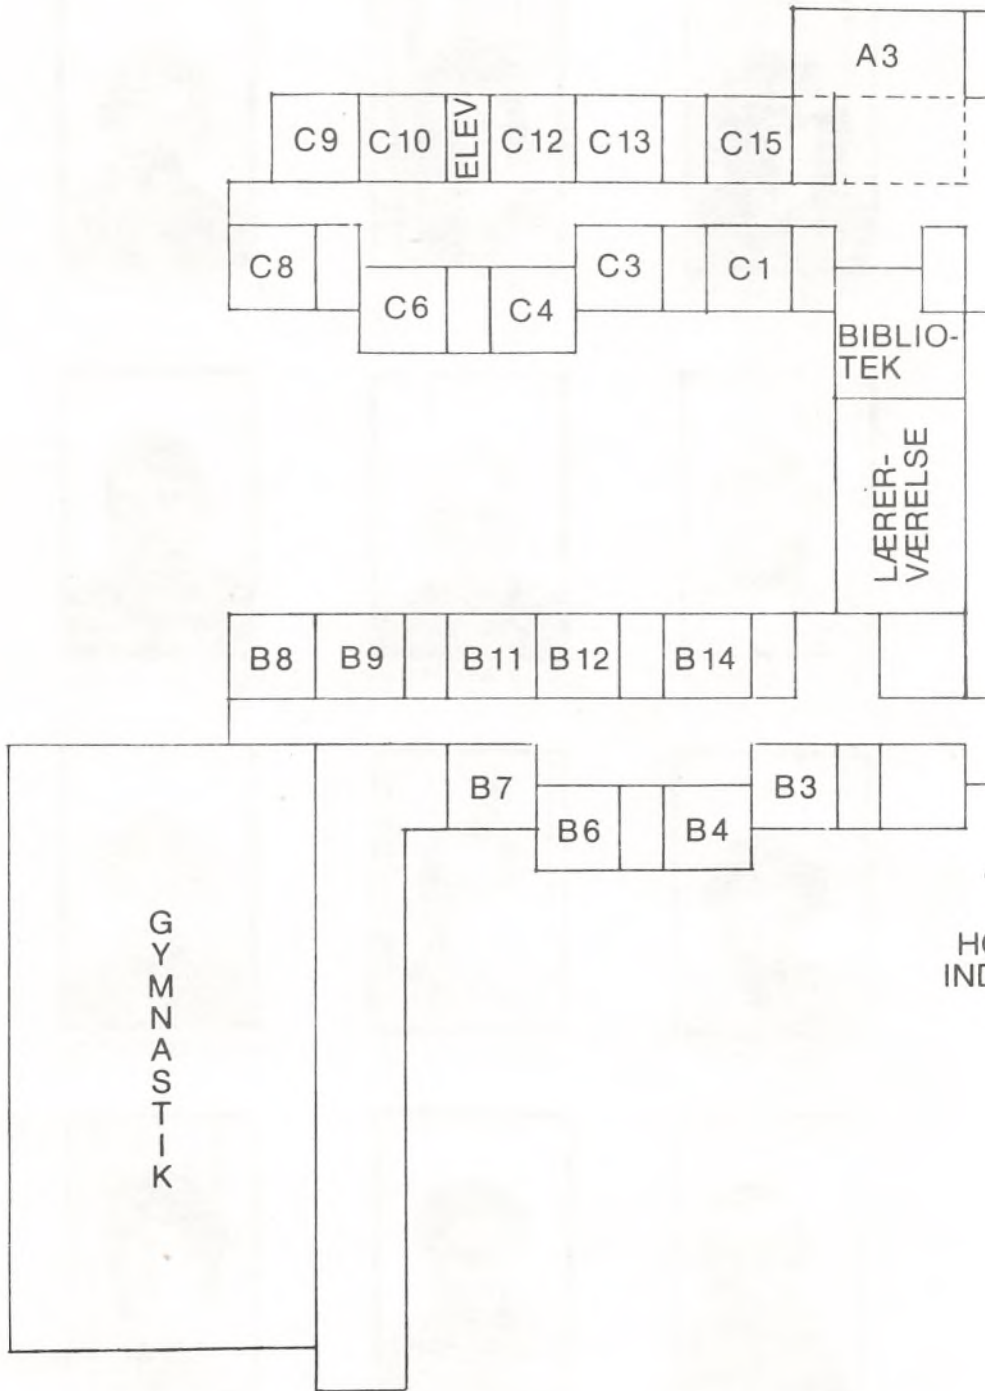 A3
C9 C10 ELEV C12 C13 C15
C8 C6 C4 C3 C1
BIBLIO-
TEK
LÆRER-
VÆRELSE
B8 B9 B11 B12 B14
B7 B6 B4 B3
GYMNASTIK